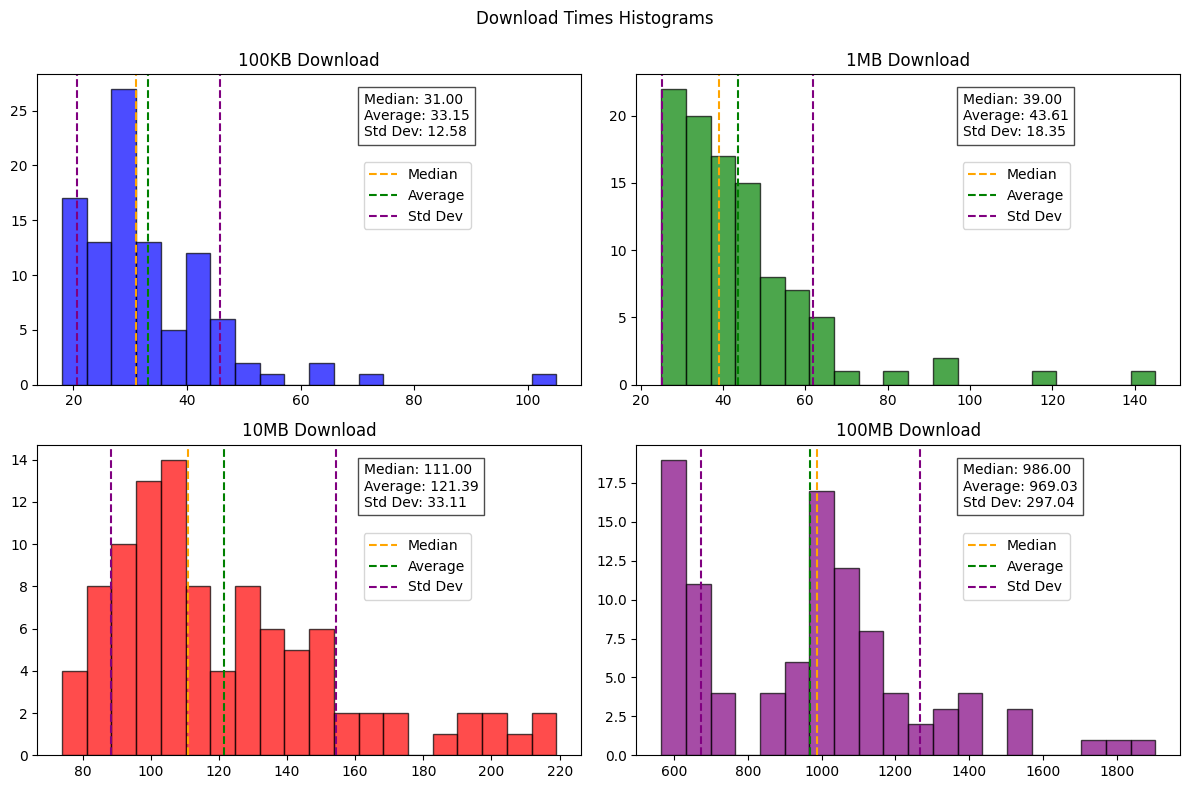 Download Times Histograms
100KB Download
25
20
15
10
5
0
20 40 60 80 100
Median: 31.00
Average: 33.15
Std Dev: 12.58
Median
Average
Std Dev
1MB Download
20
15
10
5
0
20 40 60 80 100 120 140
Median: 39.00
Average: 43.61
Std Dev: 18.35
Median
Average
Std Dev
10MB Download
14
12
10
8
6
4
2
0
80 100 120 140 160 180 200 220
Median: 111.00
Average: 121.39
Std Dev: 33.11
Median
Average
Std Dev
100MB Download
17.5
15.0
12.5
10.0
7.5
5.0
2.5
0.0
600 800 1000 1200 1400 1600 1800
Median: 986.00
Average: 969.03
Std Dev: 297.04
Median
Average
Std Dev